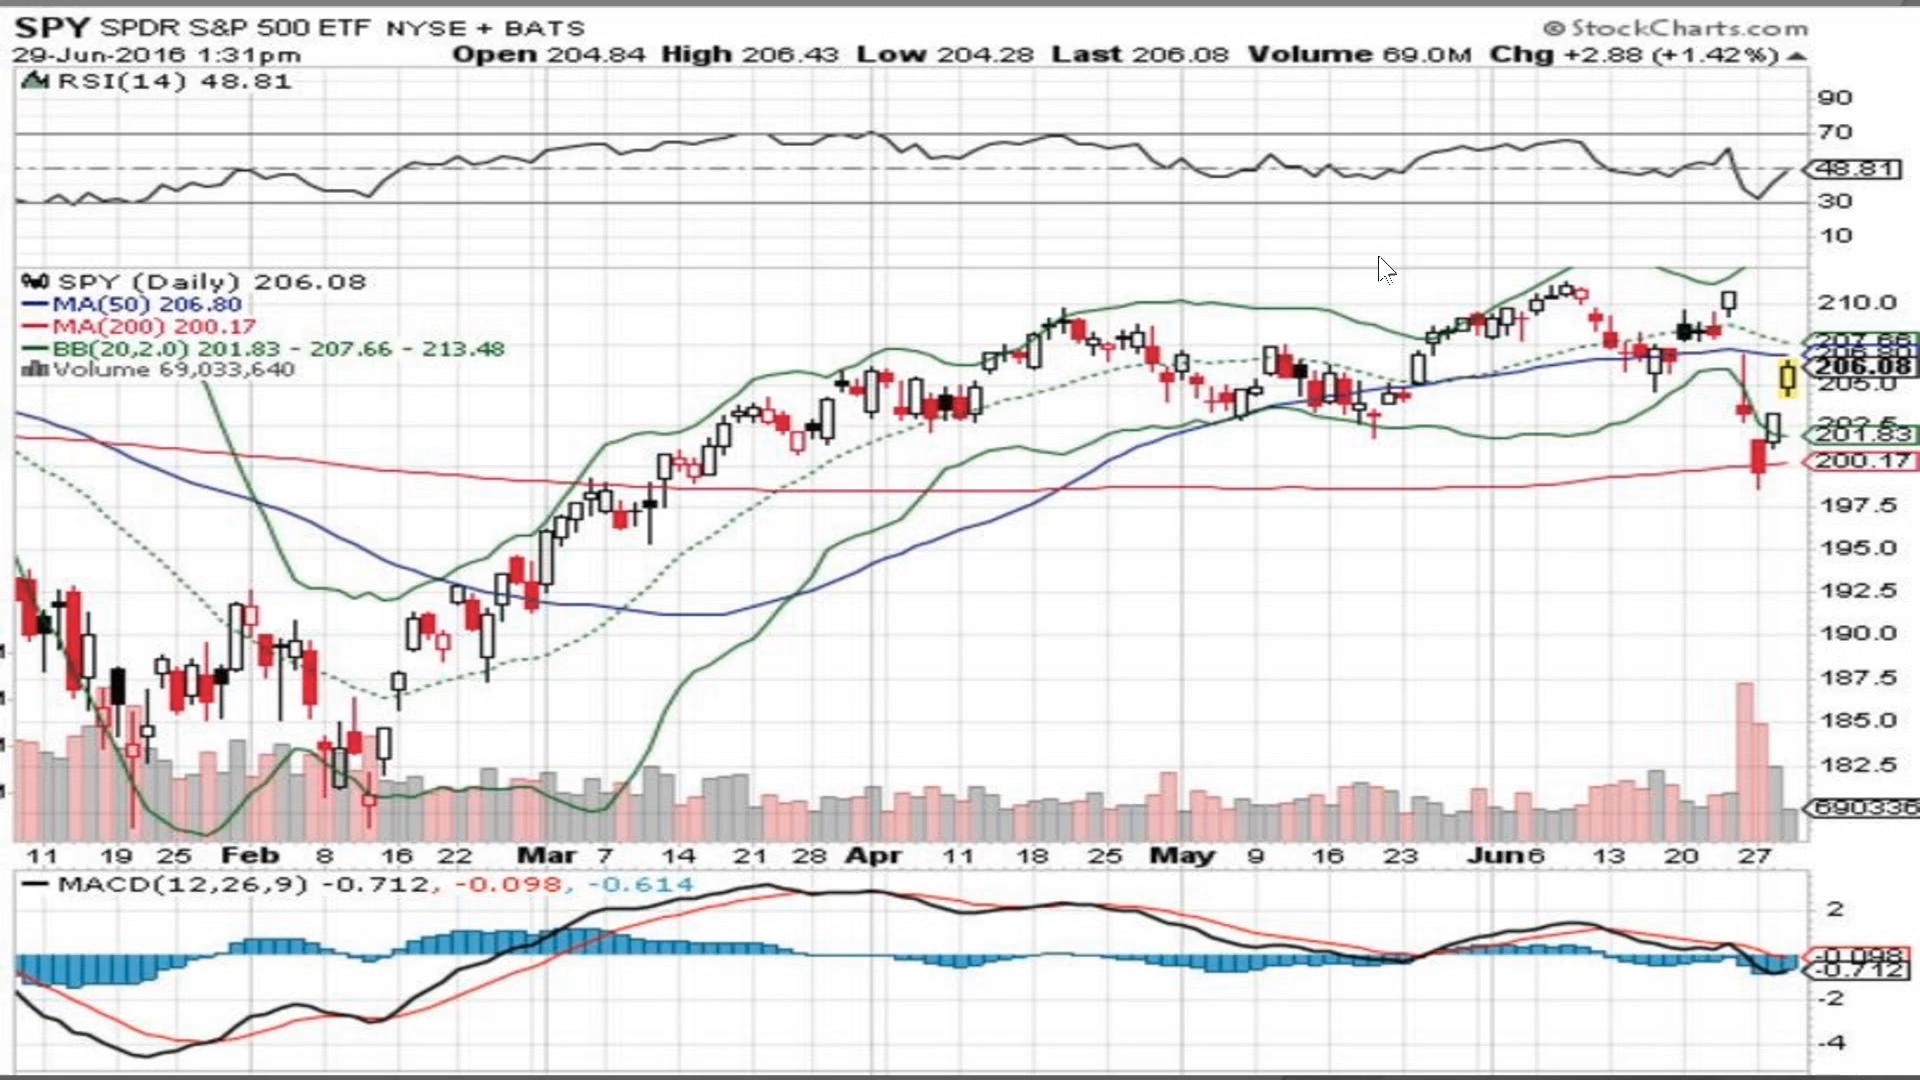 SPY SPDR S&P 500 ETF NYSE + BATS
© StockCharts.com
29-Jun-2016 1:31pm
Open 204.84 High 206.43 Low 204.28 Last 206.08 Volume 69.0M Chg +2.88 (+1.42%)
RSI(14) 48.81
90
70
48.81
30
10
SPY (Daily) 206.08
MA(50) 206.80
MA(200) 200.17
BB(20,2.0) 201.83 - 207.66 - 213.48
Volume 69,033,640
210.0
207.66
206.80
206.08
205.0
202.5
201.83
200.17
197.5
195.0
192.5
190.0
187.5
185.0
182.5
690336
11 19 25 Feb 8 16 22 Mar 7 14 21 28 Apr 11 18 25 May 9 16 23 Jun 6 13 20 27
MACD(12,26,9) -0.712, -0.098, -0.614
2
-0.098
-0.712
-2
-4